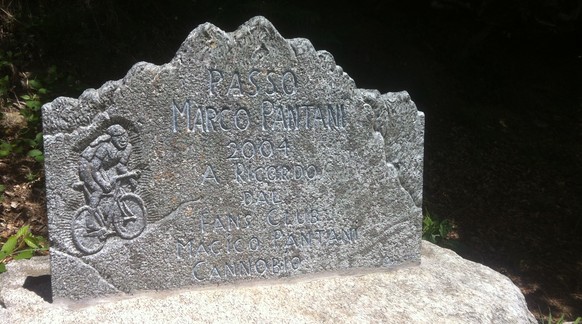 PASSO
MARCO PANTANI
2004
A RICORDO
DAL
FANS CLUB
MAGICO PANTANI
CANNOBIO